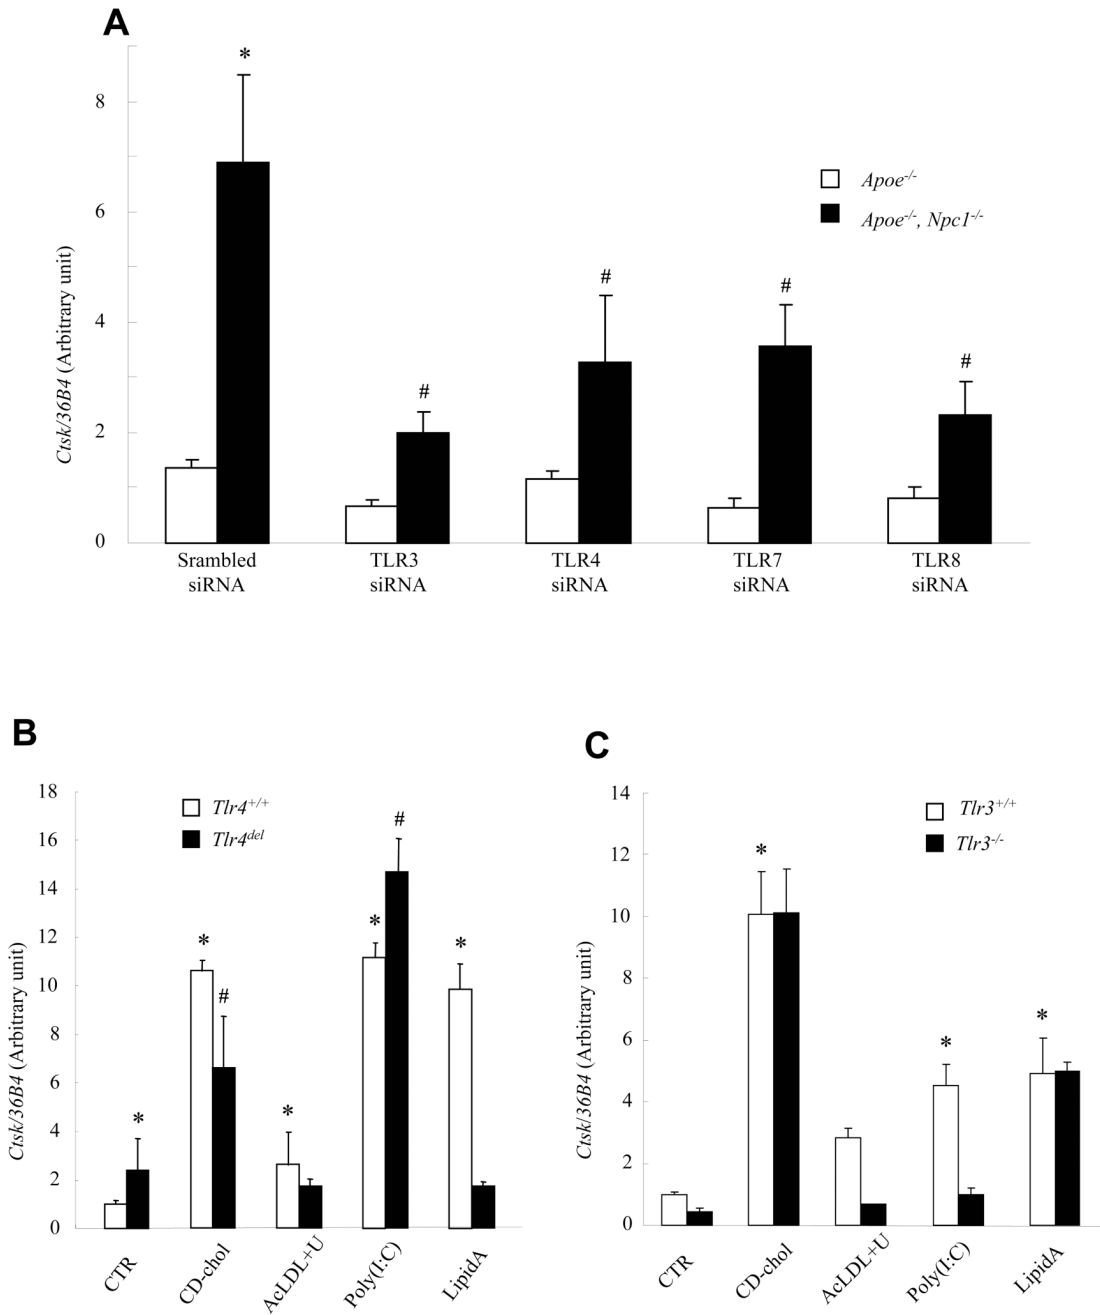 A
*
8
6
4
2
0
Ctsk/36B4 (Arbitrary unit)
Apoe-/-
Apoe-/-, Npc1-/-
#
#
#
#
Srambled
siRNA
TLR3
siRNA
TLR4
siRNA
TLR7
siRNA
TLR8
siRNA
B
18
16
14
12
10
8
6
4
2
0
Ctsk/36B4 (Arbitrary unit)
Tlr4+/+
Tlr4del
*
*
#
*
*
#
*
CTR
CD-chol
AcLDL+U
Poly(I:C)
LipidA
C
14
12
10
8
6
4
2
0
Ctsk/36B4 (Arbitrary unit)
Tlr3+/+
Tlr3-/-
*
*
*
CTR
CD-chol
AcLDL+U
Poly(I:C)
LipidA